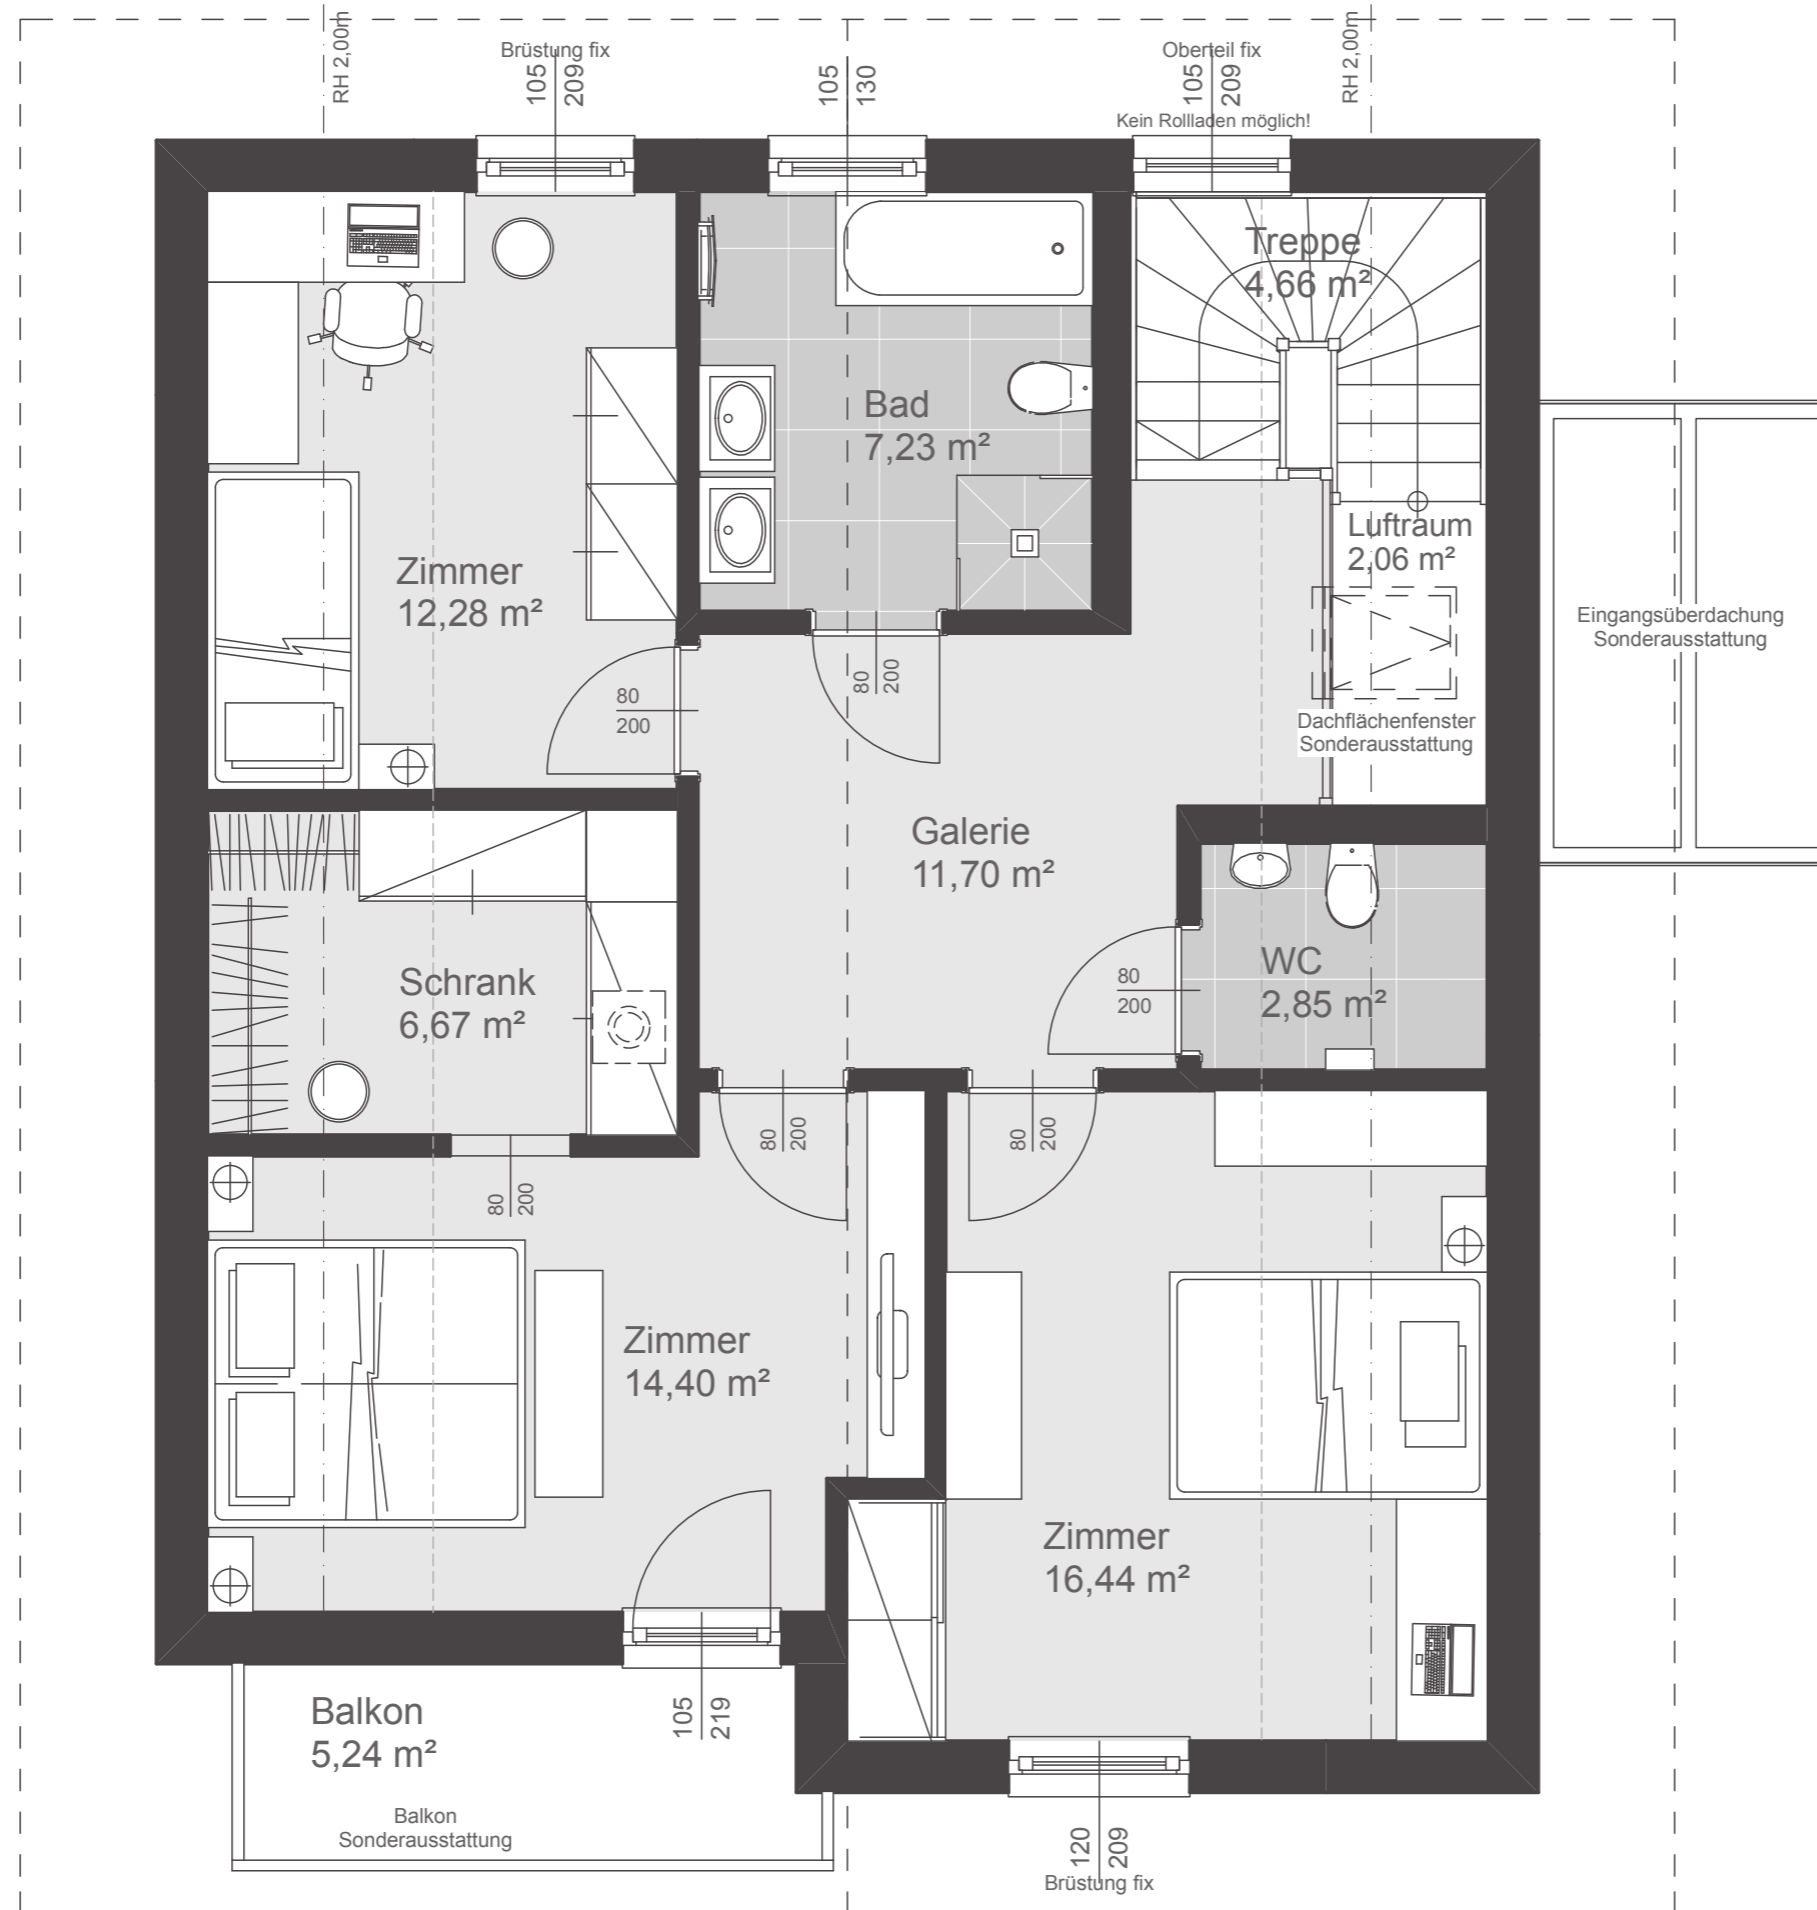 RH 2,00m
Brüstung fix
105
209
105
130
Oberteil fix
105
209
Kein Rollladen möglich!
RH 2,00m
Treppe
4,66 m²
Bad
7,23 m²
Luftraum
2,06 m²
Zimmer
12,28 m²
Eingangsüberdachung
Sonderausstattung
80
200
80
200
Dachflächenfenster
Sonderausstattung
Galerie
11,70 m²
Schrank
6,67 m²
WC
2,85 m²
80
200
80
200
80
200
80
200
Zimmer
14,40 m²
Zimmer
16,44 m²
Balkon
5,24 m²
105
219
Balkon
Sonderausstattung
120
209
Brüstung fix